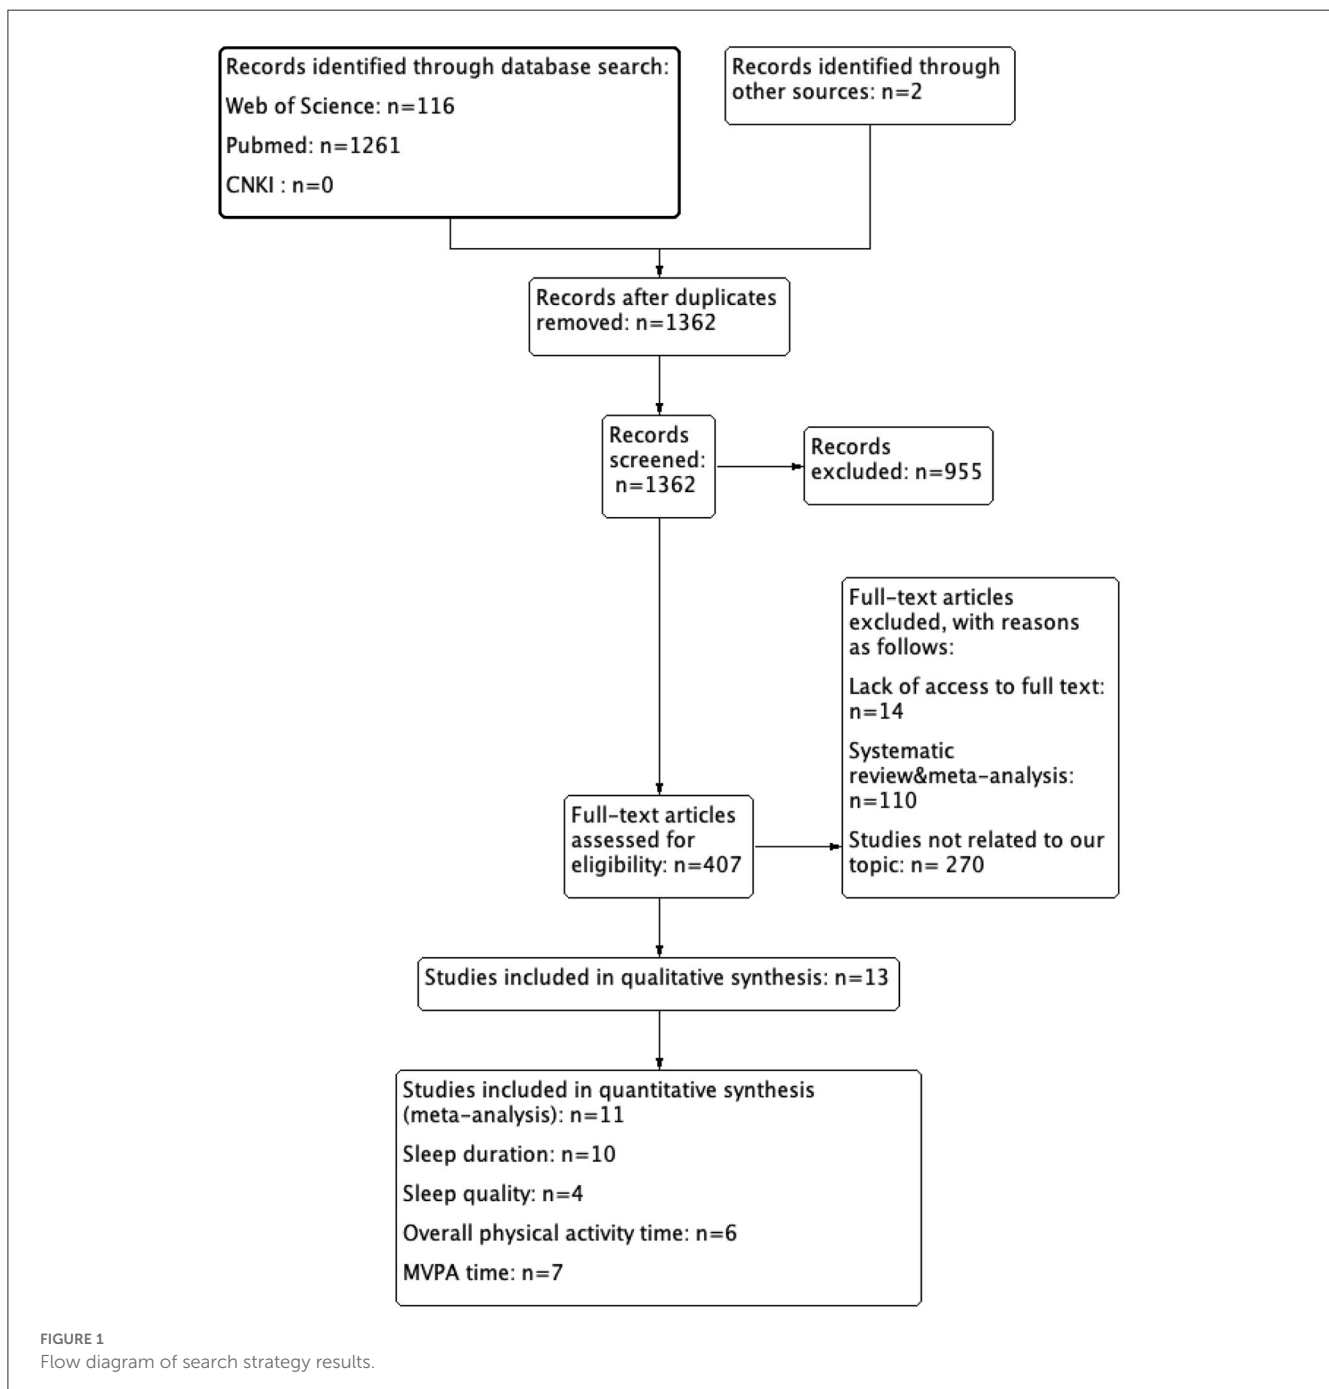 Records identified through database search:
Web of Science: n=116
Pubmed: n=1261
CNKI : n=0
Records identified through
other sources: n=2
Records after duplicates
removed: n=1362
Records
screened:
n=1362
Records
excluded: n=955
Full-text articles
excluded, with reasons
as follows:
Lack of access to full text:
n=14
Systematic
review&meta-analysis:
n=110
Studies not related to our
topic: n= 270
Full-text articles
assessed for
eligibility: n=407
Studies included in qualitative synthesis: n=13
Studies included in quantitative synthesis
(meta-analysis): n=11
Sleep duration: n=10
Sleep quality: n=4
Overall physical activity time: n=6
MVPA time: n=7
FIGURE 1
Flow diagram of search strategy results.